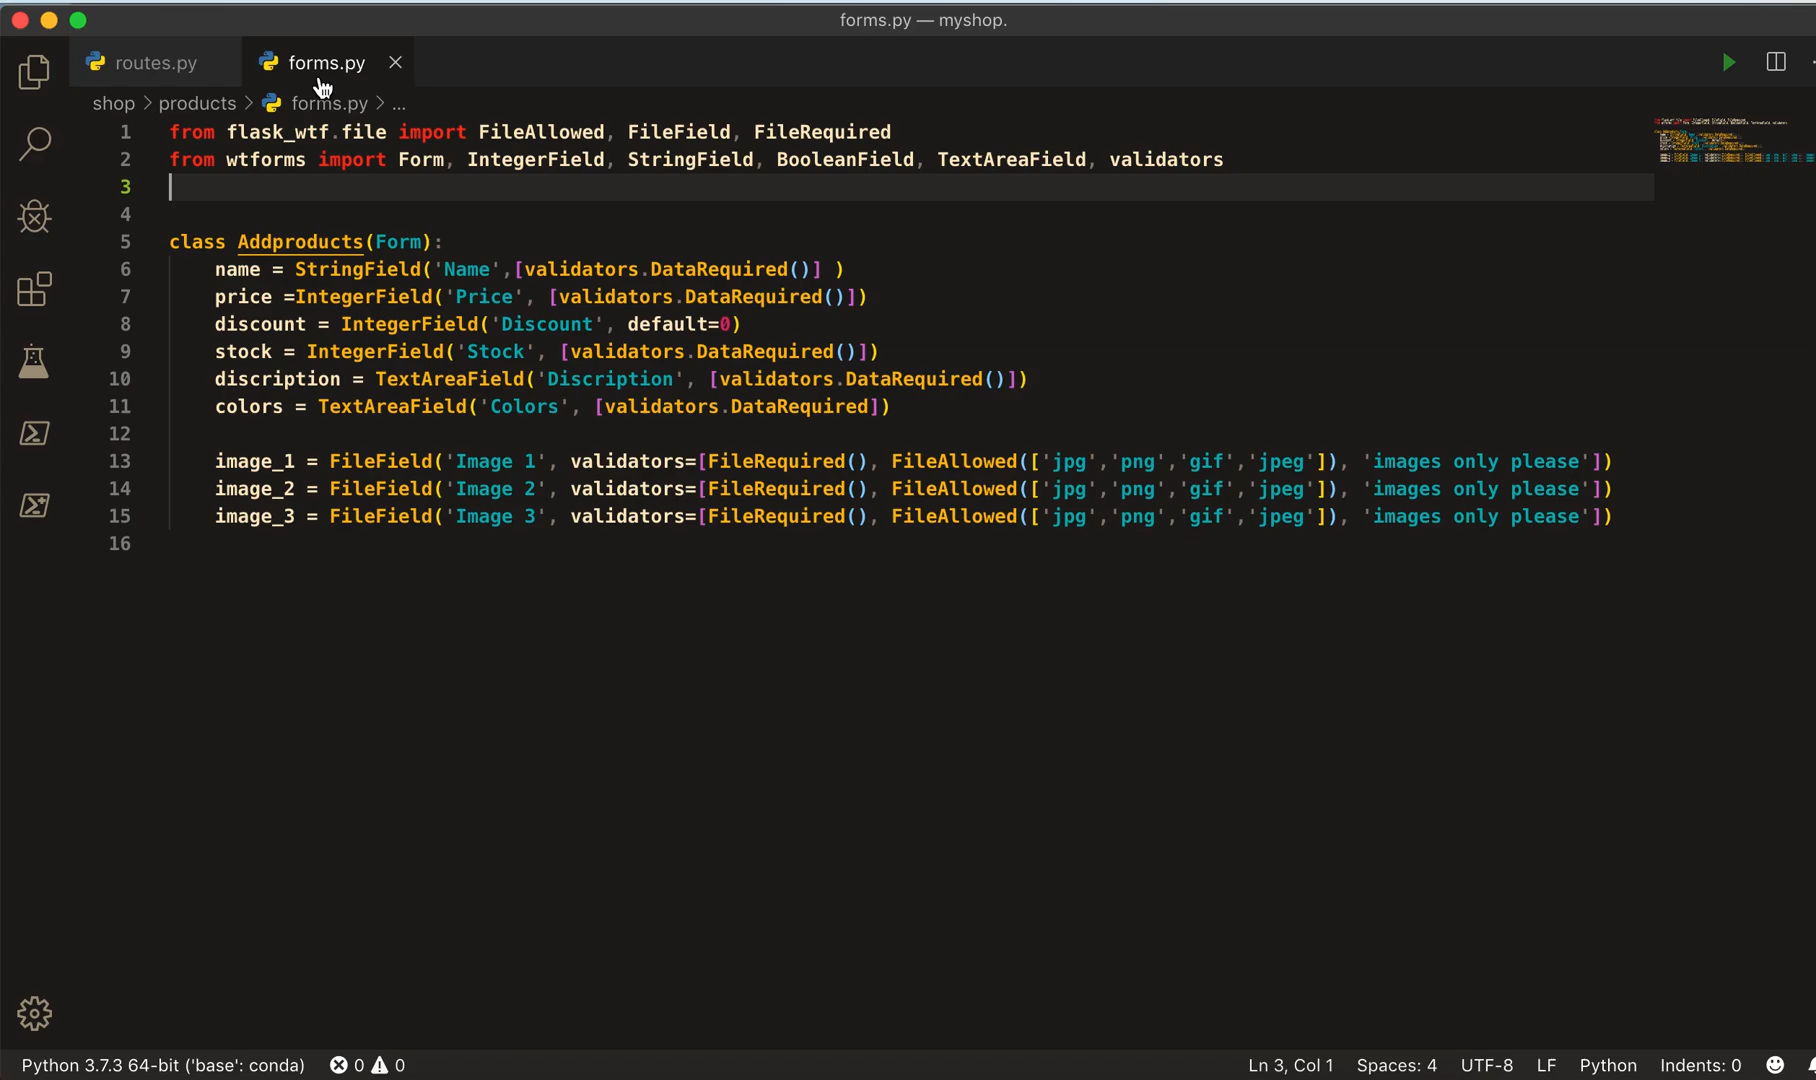 forms.py — myshop.
routes.py
forms.py
shop > products > forms.py > ...
1 from flask_wtf.file import FileAllowed, FileField, FileRequired
2 from wtforms import Form, IntegerField, StringField, BooleanField, TextAreaField, validators
3
4
5 class Addproducts(Form):
6 name = StringField('Name',[validators.DataRequired()] )
7 price =IntegerField('Price', [validators.DataRequired()])
8 discount = IntegerField('Discount', default=0)
9 stock = IntegerField('Stock', [validators.DataRequired()])
10 discription = TextAreaField('Discription', [validators.DataRequired()])
11 colors = TextAreaField('Colors', [validators.DataRequired])
12
13 image_1 = FileField('Image 1', validators=[FileRequired(), FileAllowed(['jpg','png','gif','jpeg']), 'images only please'])
14 image_2 = FileField('Image 2', validators=[FileRequired(), FileAllowed(['jpg','png','gif','jpeg']), 'images only please'])
15 image_3 = FileField('Image 3', validators=[FileRequired(), FileAllowed(['jpg','png','gif','jpeg']), 'images only please'])
16
Python 3.7.3 64-bit ('base': conda) 0 0 Ln 3, Col 1 Spaces: 4 UTF-8 LF Python Indents: 0